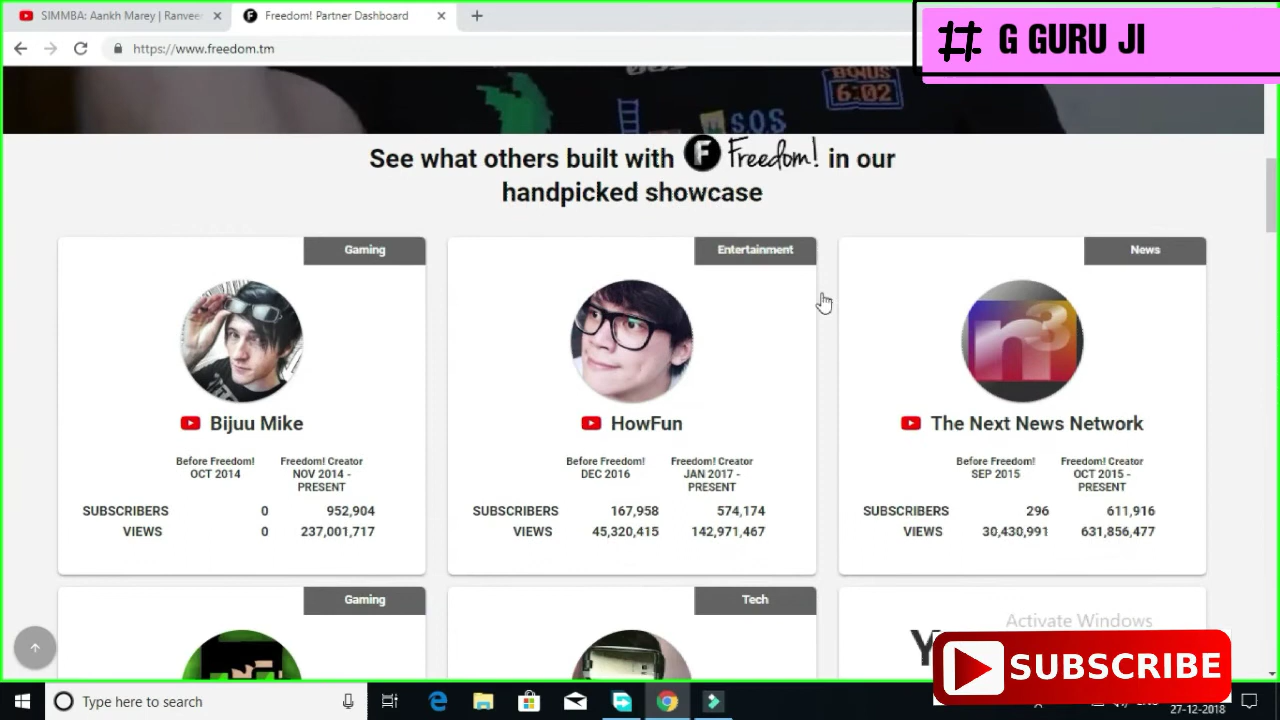 SIMMBA: Aankh Marey | Ranvee
Freedom! Partner Dashboard
# G GURU JI
https://www.freedom.tm
BONUS
6:02
S.O.S
See what others built with F Freedom! in our
handpicked showcase
Gaming
Entertainment
News
n3
Bijuu Mike
HowFun
The Next News Network
Before Freedom! Freedom! Creator
OCT 2014 NOV 2014 -
PRESENT
SUBSCRIBERS 0 952,904
VIEWS 0 237,001,717
Before Freedom! Freedom! Creator
DEC 2016 JAN 2017 -
PRESENT
SUBSCRIBERS 167,958 574,174
VIEWS 45,320,415 142,971,467
Before Freedom! Freedom! Creator
SEP 2015 OCT 2015 -
PRESENT
SUBSCRIBERS 296 611,916
VIEWS 30,430,991 631,856,477
Gaming
Tech
Activate Windows
SUBSCRIBE
Type here to search
27-12-2018